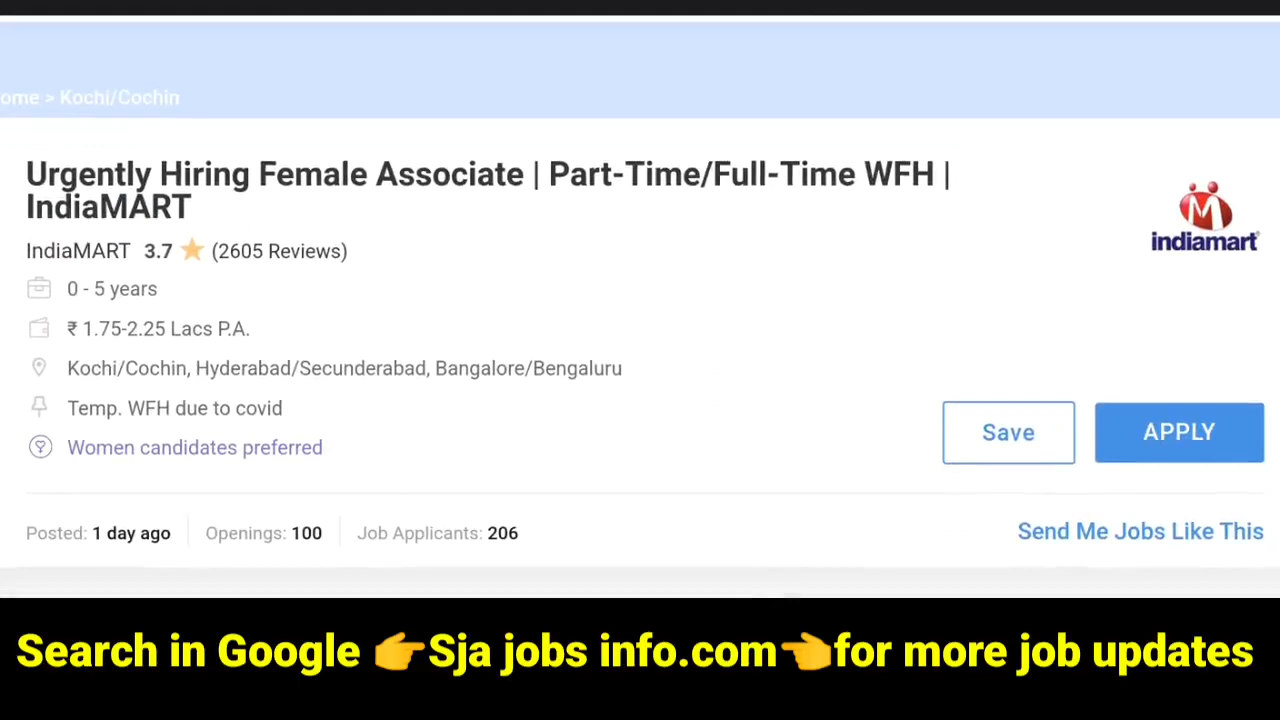 ome > Kochi/Cochin
Urgently Hiring Female Associate | Part-Time/Full-Time WFH |
IndiaMART
indiamart
IndiaMART 3.7 (2605 Reviews)
0 - 5 years
₹ 1.75-2.25 Lacs P.A.
Kochi/Cochin, Hyderabad/Secunderabad, Bangalore/Bengaluru
Temp. WFH due to covid
Women candidates preferred
Save
APPLY
Posted: 1 day ago Openings: 100 Job Applicants: 206
Send Me Jobs Like This
Search in Google 👉Sja jobs info.com👈for more job updates